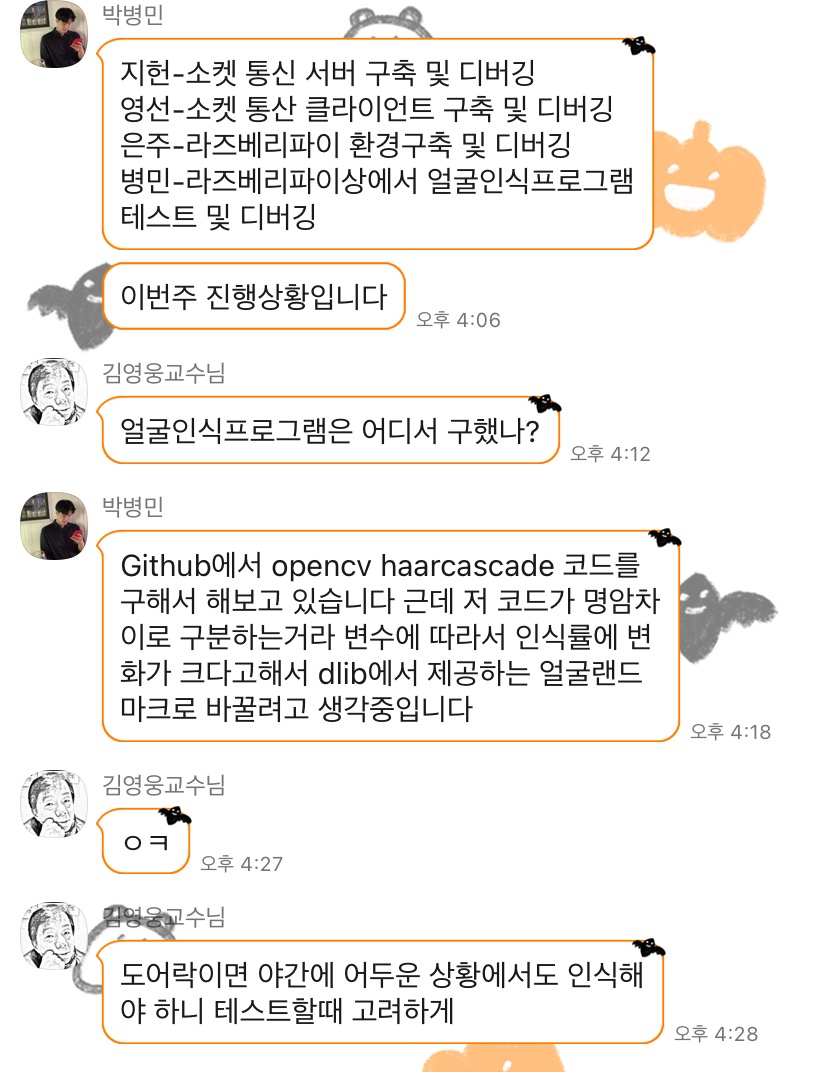 박병민
지헌-소켓 통신 서버 구축 및 디버깅
영선-소켓 통산 클라이언트 구축 및 디버깅
은주-라즈베리파이 환경구축 및 디버깅
병민-라즈베리파이상에서 얼굴인식프로그램
테스트 및 디버깅
이번주 진행상황입니다
오후 4:06
김영웅교수님
얼굴인식프로그램은 어디서 구했나?
오후 4:12
박병민
Github에서 opencv haarcascade 코드를
구해서 해보고 있습니다 근데 저 코드가 명암차
이로 구분하는거라 변수에 따라서 인식률에 변
화가 크다고해서 dlib에서 제공하는 얼굴랜드
마크로 바꿀려고 생각중입니다
오후 4:18
김영웅교수님
ㅇㅋ
오후 4:27
김영웅교수님
도어락이면 야간에 어두운 상황에서도 인식해
야 하니 테스트할때 고려하게
오후 4:28